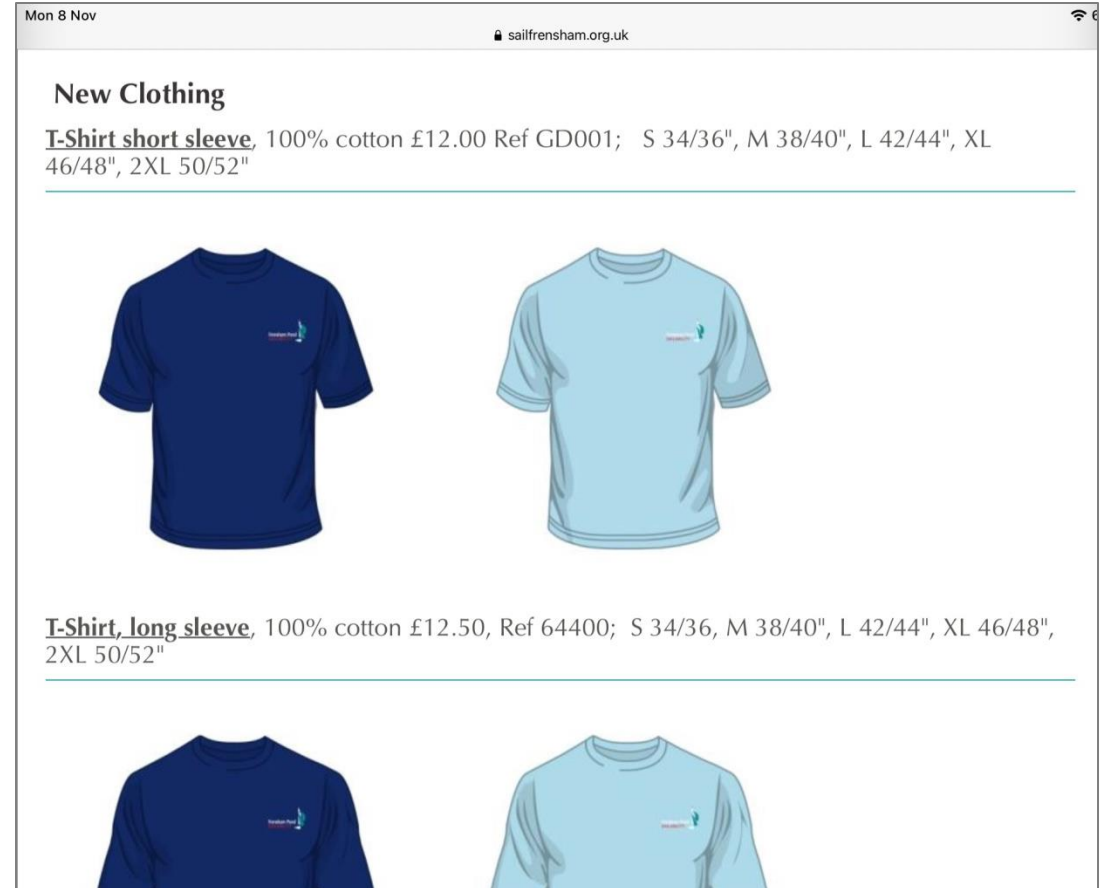 Mon 8 Nov
sailfrensham.org.uk
New Clothing
T-Shirt short sleeve, 100% cotton £12.00 Ref GD001;   S 34/36", M 38/40", L 42/44", XL
46/48", 2XL 50/52"
T-Shirt, long sleeve, 100% cotton £12.50, Ref 64400;  S 34/36, M 38/40", L 42/44", XL 46/48",
2XL 50/52"